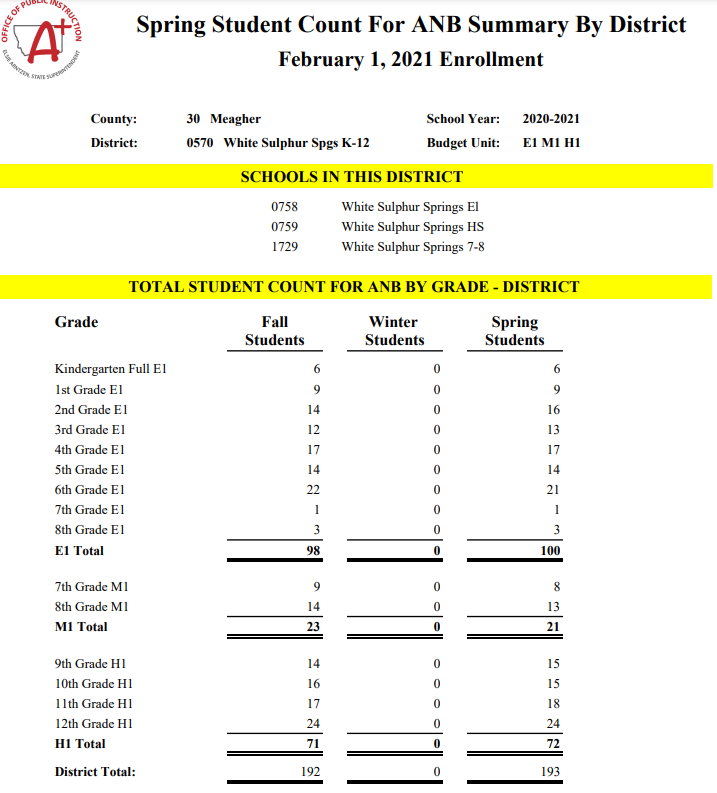 OFFICE OF PUBLIC INSTRUCTION
A+
ELSIE ARNTZEN, STATE SUPERINTENDENT
Spring Student Count For ANB Summary By District
February 1, 2021 Enrollment
County: 30 Meagher School Year: 2020-2021
District: 0570 White Sulphur Spgs K-12 Budget Unit: E1 M1 H1
SCHOOLS IN THIS DISTRICT
0758 White Sulphur Springs El
0759 White Sulphur Springs HS
1729 White Sulphur Springs 7-8
TOTAL STUDENT COUNT FOR ANB BY GRADE - DISTRICT
Grade Fall Winter Spring
Students Students Students
Kindergarten Full E1 6 0 6
1st Grade E1 9 0 9
2nd Grade E1 14 0 16
3rd Grade E1 12 0 13
4th Grade E1 17 0 17
5th Grade E1 14 0 14
6th Grade E1 22 0 21
7th Grade E1 1 0 1
8th Grade E1 3 0 3
E1 Total 98 0 100
7th Grade M1 9 0 8
8th Grade M1 14 0 13
M1 Total 23 0 21
9th Grade H1 14 0 15
10th Grade H1 16 0 15
11th Grade H1 17 0 18
12th Grade H1 24 0 24
H1 Total 71 0 72
District Total: 192 0 193